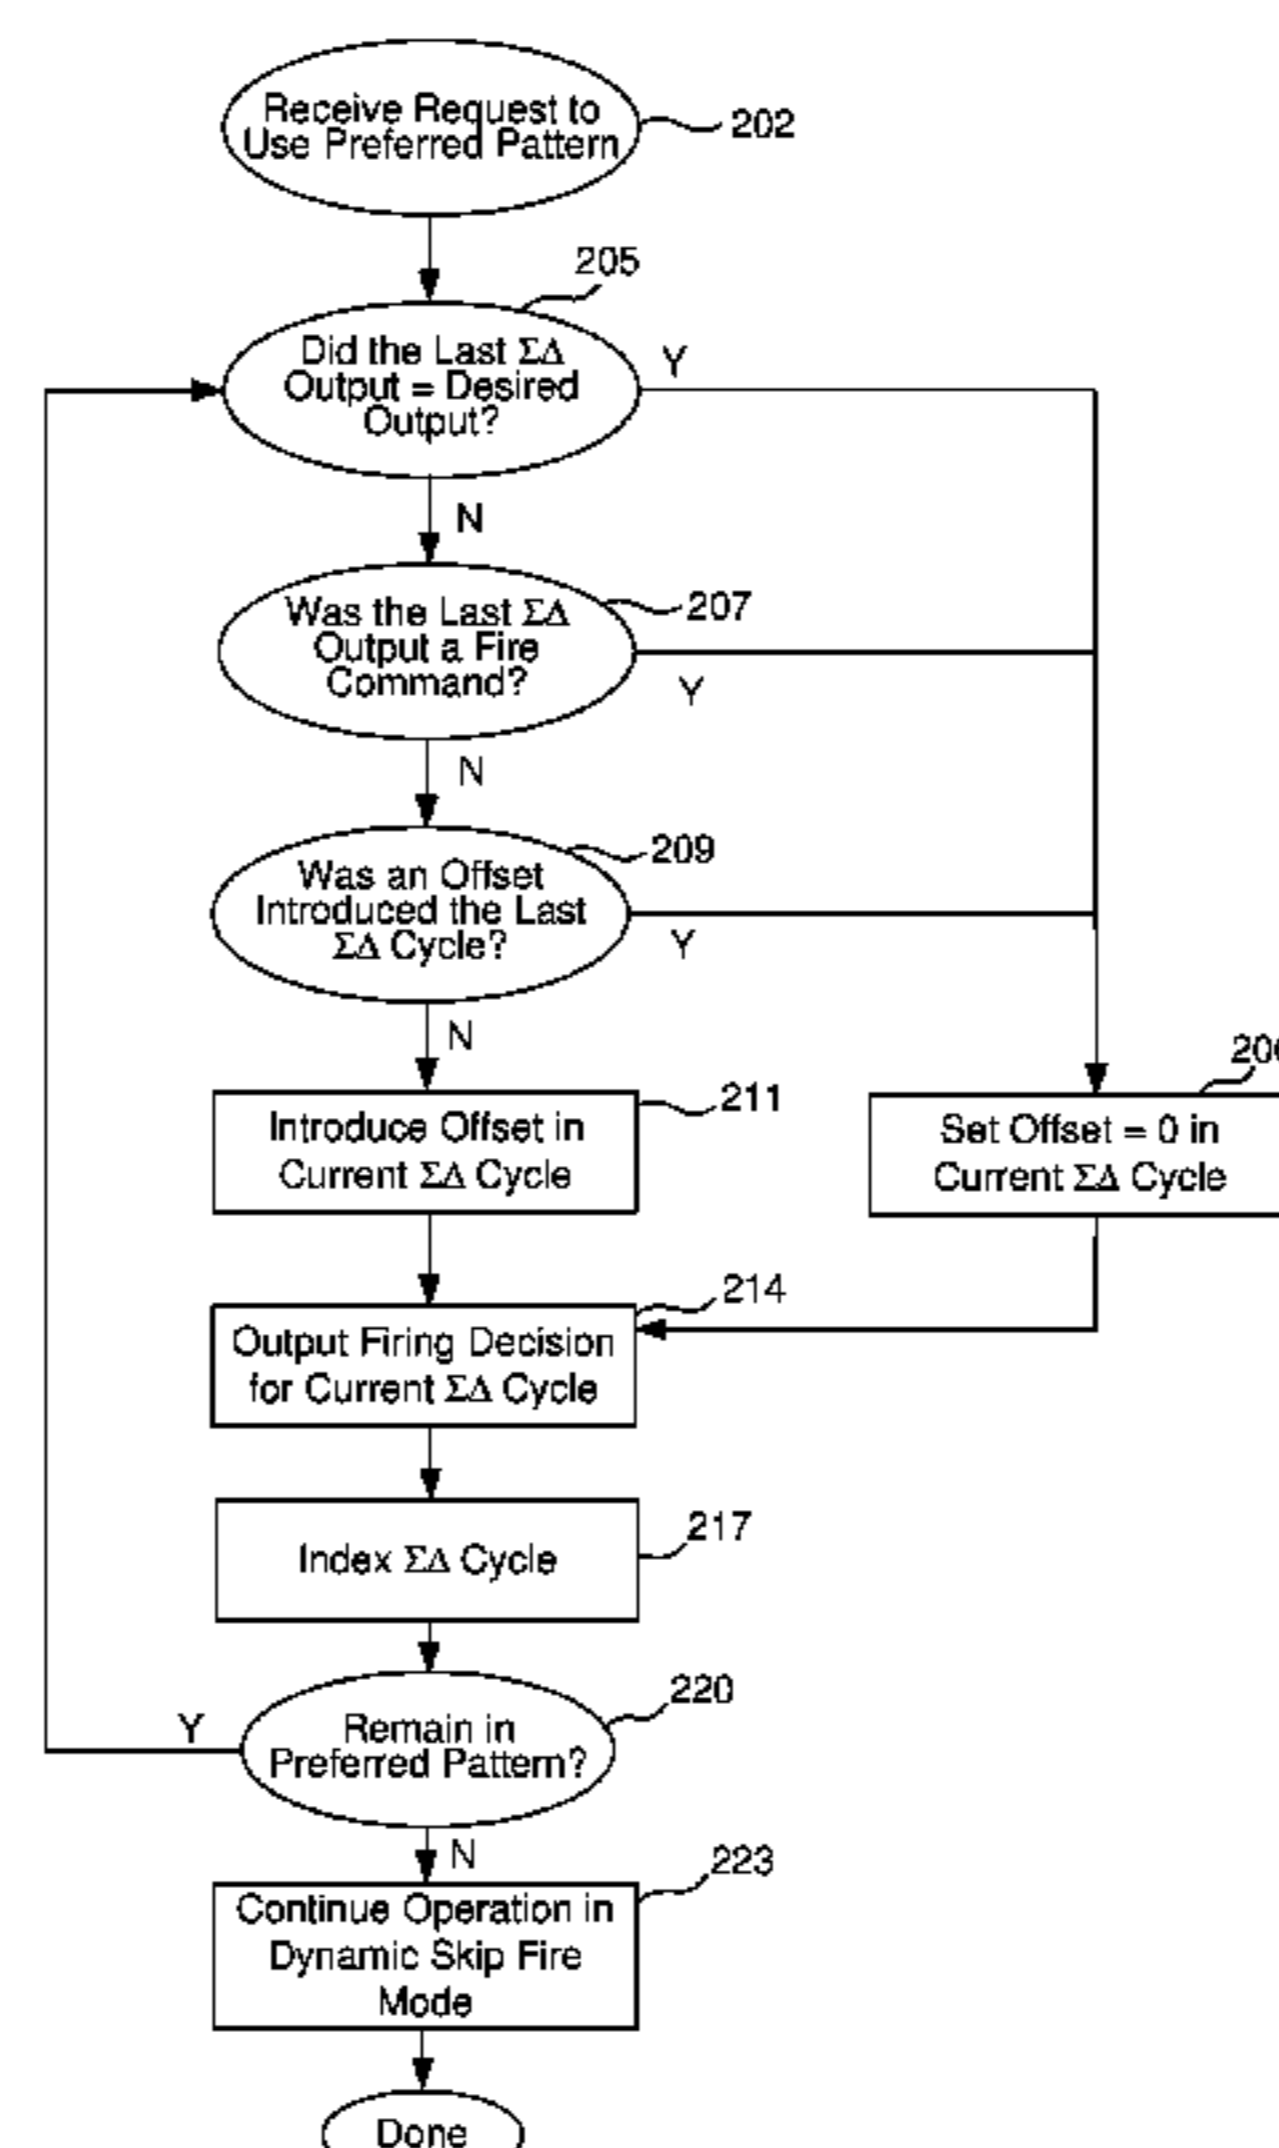 Receive Request to
Use Preferred Pattern
202
205
Did the Last ΣΔ
Output = Desired
Output?
Y
N
Was the Last ΣΔ
Output a Fire
Command?
207
Y
N
Was an Offset
Introduced the Last
ΣΔ Cycle?
209
Y
N
Introduce Offset in
Current ΣΔ Cycle
211
Set Offset = 0 in
Current ΣΔ Cycle
Output Firing Decision
for Current ΣΔ Cycle
214
Index ΣΔ Cycle
217
Remain in
Preferred Pattern?
220
Y
N
Continue Operation in
Dynamic Skip Fire
Mode
223
Done